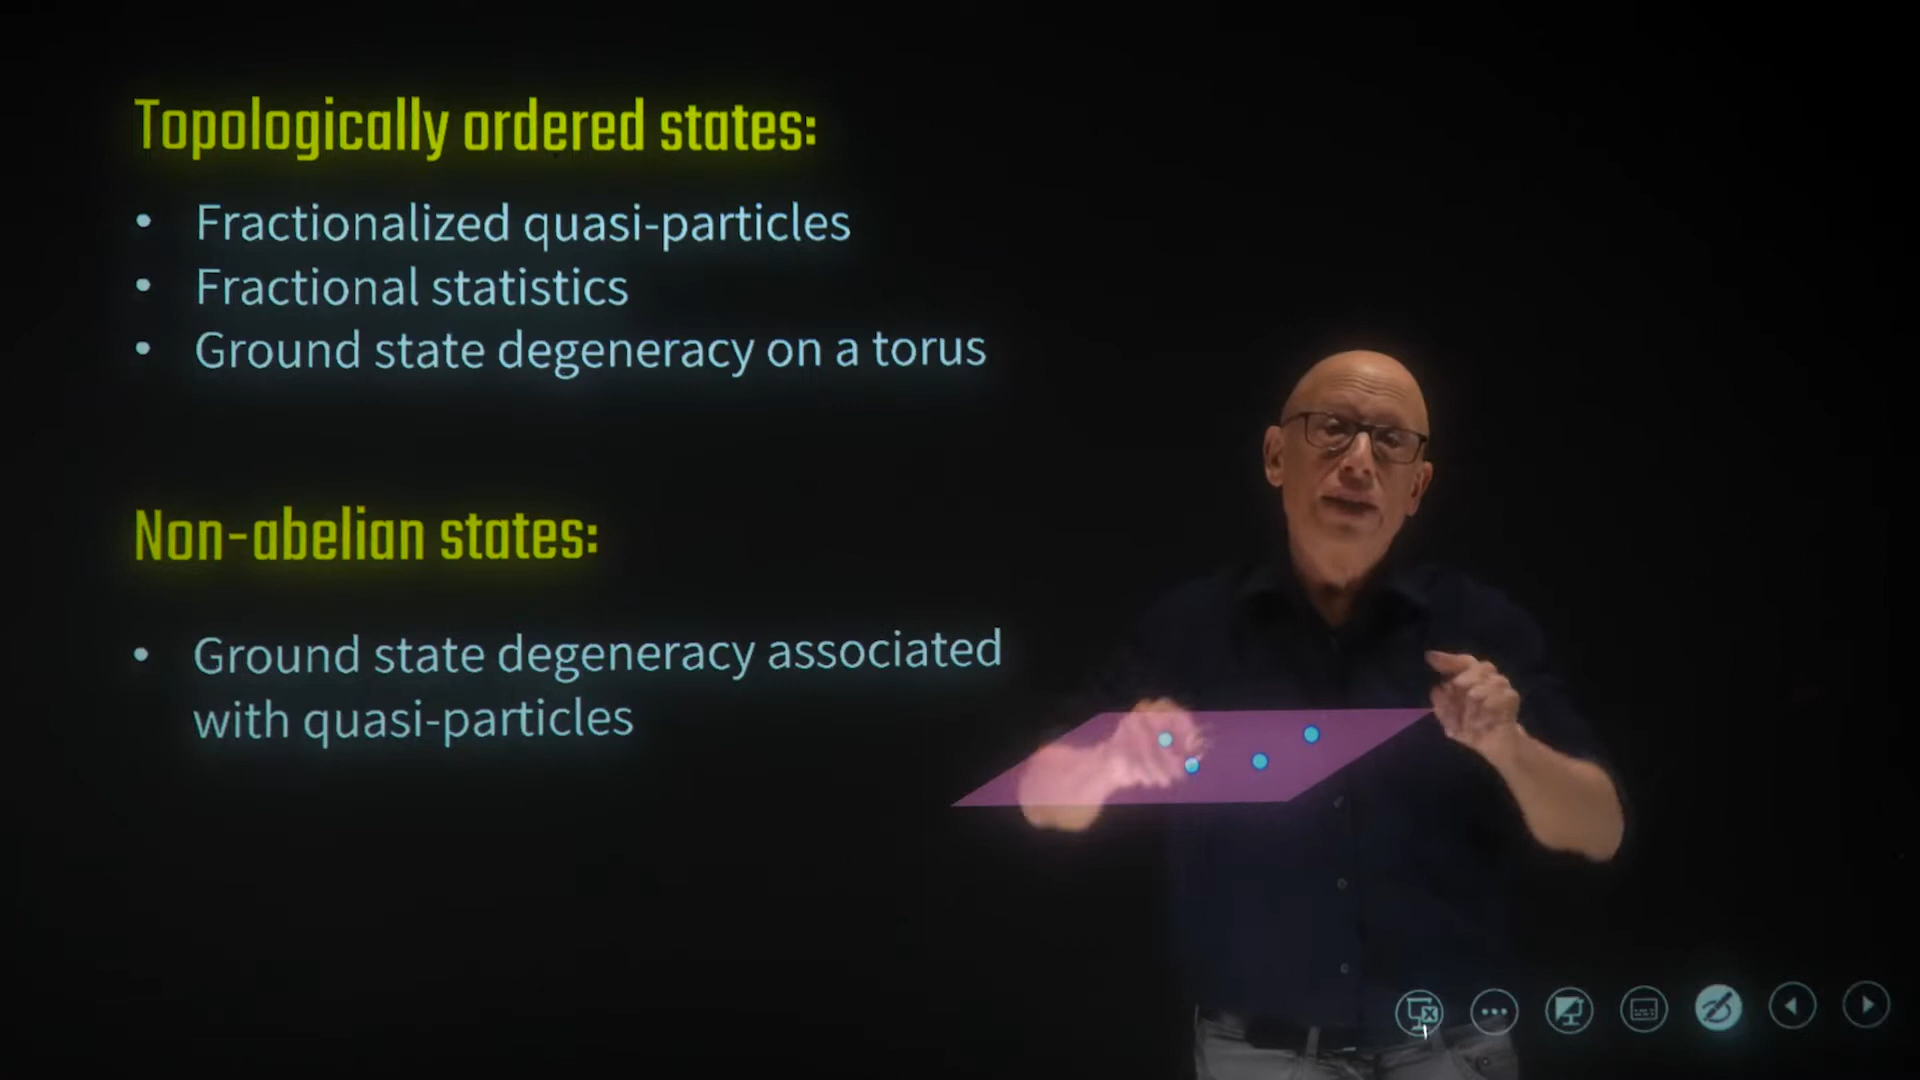 Topologically ordered states:
• Fractionalized quasi-particles
• Fractional statistics
• Ground state degeneracy on a torus
Non-abelian states:
• Ground state degeneracy associated
with quasi-particles